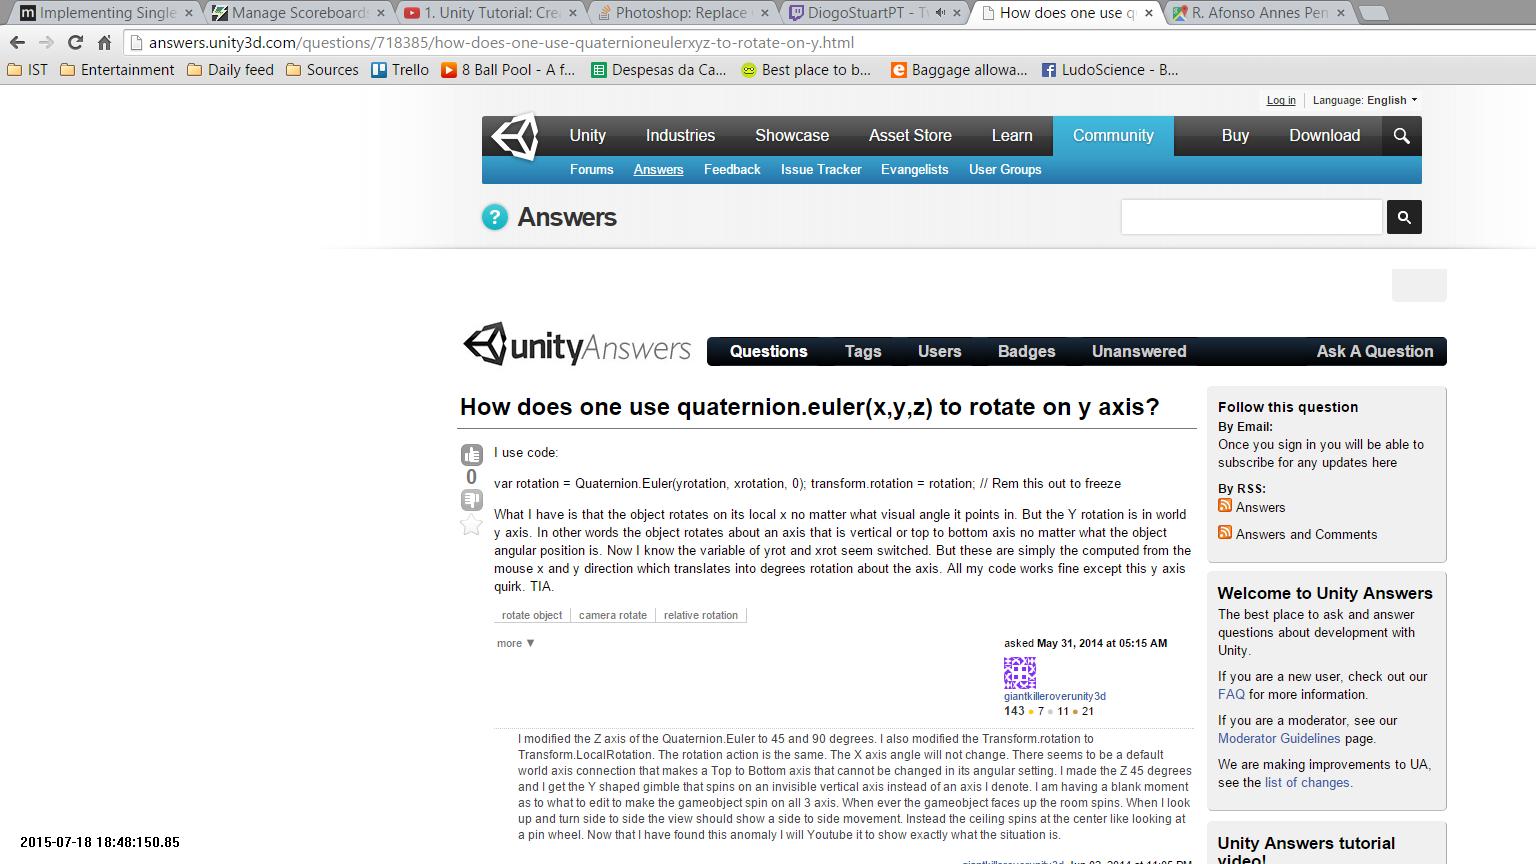 Implementing Single
Manage Scoreboards
1. Unity Tutorial: Cre
Photoshop: Replace
DiogoStuartPT - Tw
How does one use q
R. Afonso Annes Pen
answers.unity3d.com/questions/718385/how-does-one-use-quaternioneulerxyz-to-rotate-on-y.html
IST Entertainment Daily feed Sources Trello 8 Ball Pool - A f... Despesas da Ca... Best place to b... Baggage allowa... LudoScience - B...
Log in Language: English
Unity Industries Showcase Asset Store Learn Community Buy Download
Forums Answers Feedback Issue Tracker Evangelists User Groups
? Answers
unityAnswers
Questions Tags Users Badges Unanswered Ask A Question
How does one use quaternion.euler(x,y,z) to rotate on y axis?
0
I use code:
var rotation = Quaternion.Euler(yrotation, xrotation, 0); transform.rotation = rotation; // Rem this out to freeze
What I have is that the object rotates on its local x no matter what visual angle it points in. But the Y rotation is in world
y axis. In other words the object rotates about an axis that is vertical or top to bottom axis no matter what the object
angular position is. Now I know the variable of yrot and xrot seem switched. But these are simply the computed from the
mouse x and y direction which translates into degrees rotation about the axis. All my code works fine except this y axis
quirk. TIA.
rotate object camera rotate relative rotation
more ▼
asked May 31, 2014 at 05:15 AM
giantkilleroverunity3d
143 ● 7 ● 11 ● 21
I modified the Z axis of the Quaternion.Euler to 45 and 90 degrees. I also modified the Transform.rotation to
Transform.LocalRotation. The rotation action is the same. The X axis angle will not change. There seems to be a default
world axis connection that makes a Top to Bottom axis that cannot be changed in its angular setting. I made the Z 45 degrees
and I get the Y shaped gimble that spins on an invisible vertical axis instead of an axis I denote. I am having a blank moment
as to what to edit to make the gameobject spin on all 3 axis. When ever the gameobject faces up the room spins. When I look
up and turn side to side the view should show a side to side movement. Instead the ceiling spins at the center like looking at
a pin wheel. Now that I have found this anomaly I will Youtube it to show exactly what the situation is.
Follow this question
By Email:
Once you sign in you will be able to
subscribe for any updates here
By RSS:
Answers
Answers and Comments
Welcome to Unity Answers
The best place to ask and answer
questions about development with
Unity.
If you are a new user, check out our
FAQ for more information.
If you are a moderator, see our
Moderator Guidelines page.
We are making improvements to UA,
see the list of changes.
Unity Answers tutorial
video!
2015-07-18 18:48:150.85